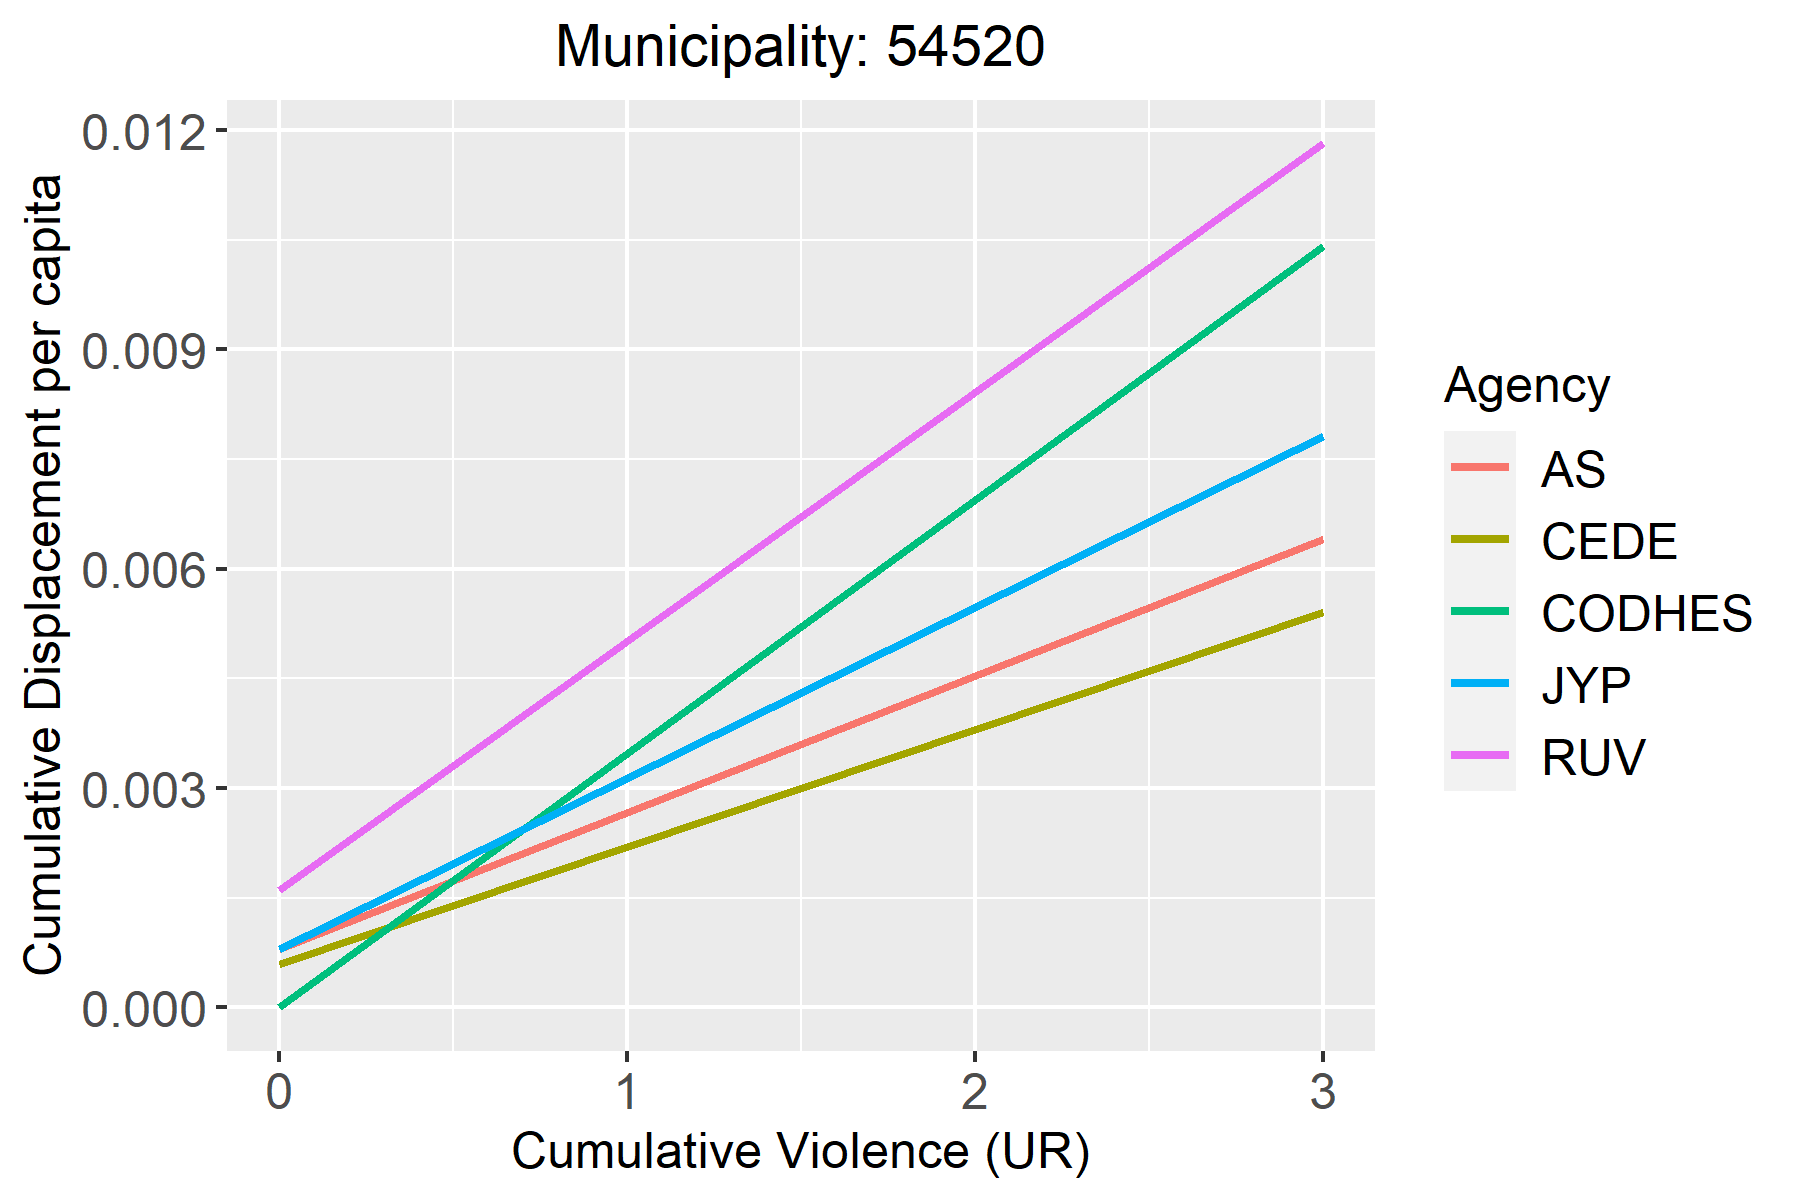 Municipality: 54520
Cumulative Displacement per capita
0.012
0.009
0.006
0.003
0.000
0
1
2
3
Cumulative Violence (UR)
Agency
AS
CEDE
CODHES
JYP
RUV